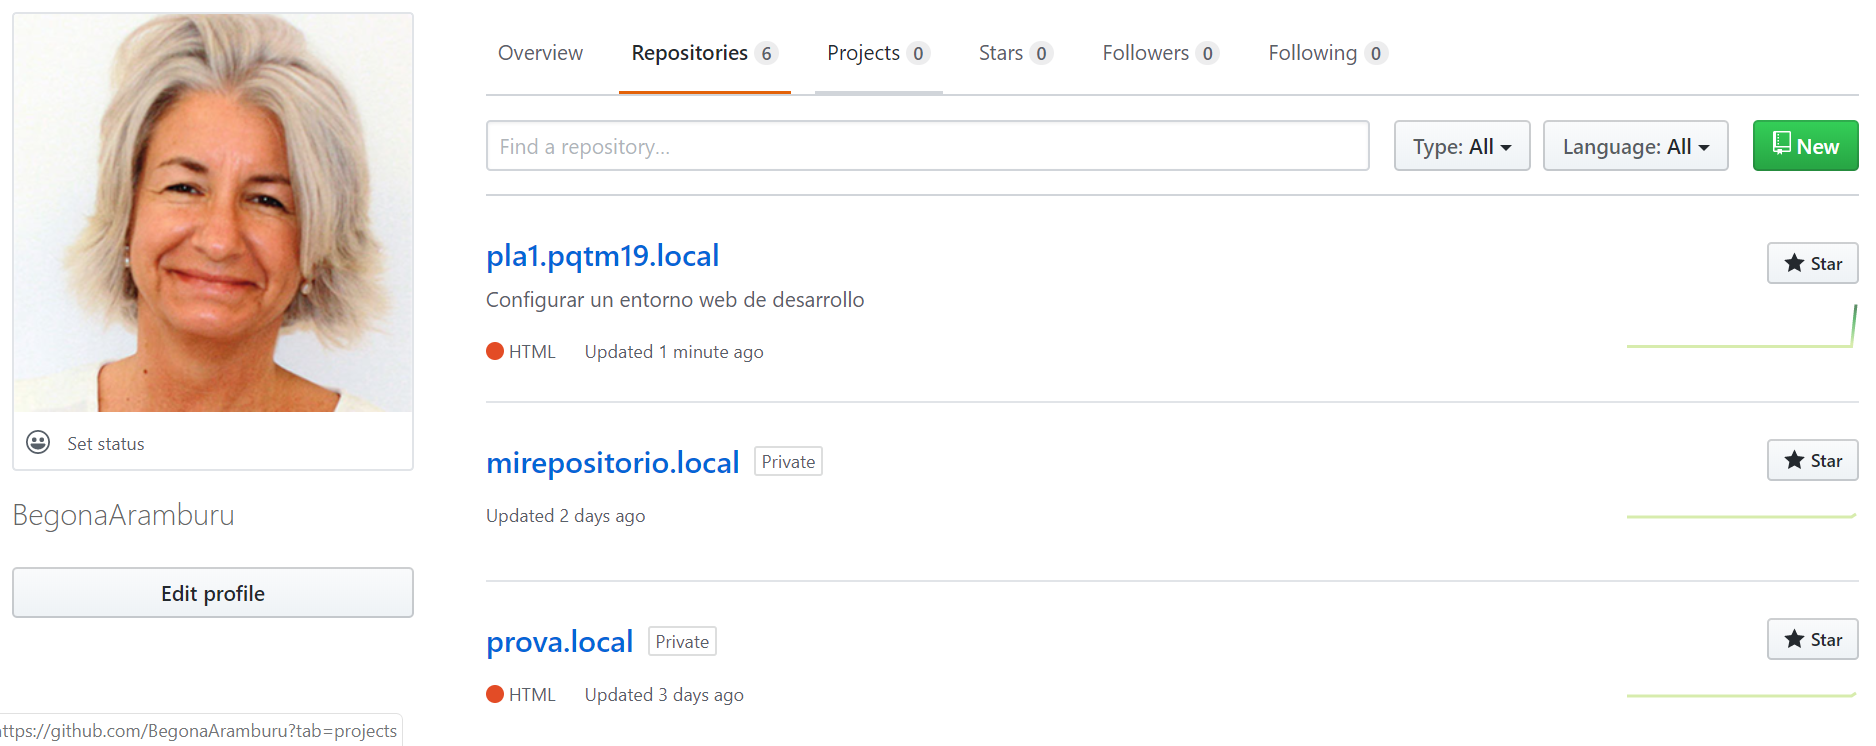 Overview Repositories 6 Projects 0 Stars 0 Followers 0 Following 0
Find a repository...
Type: All
Language: All
New
pla1.pqtm19.local
Star
Configurar un entorno web de desarrollo
HTML Updated 1 minute ago
Set status
mirepositorio.local Private
Star
Updated 2 days ago
BegonaAramburu
Edit profile
prova.local Private
Star
HTML Updated 3 days ago
ttps://github.com/BegonaAramburu?tab=projects